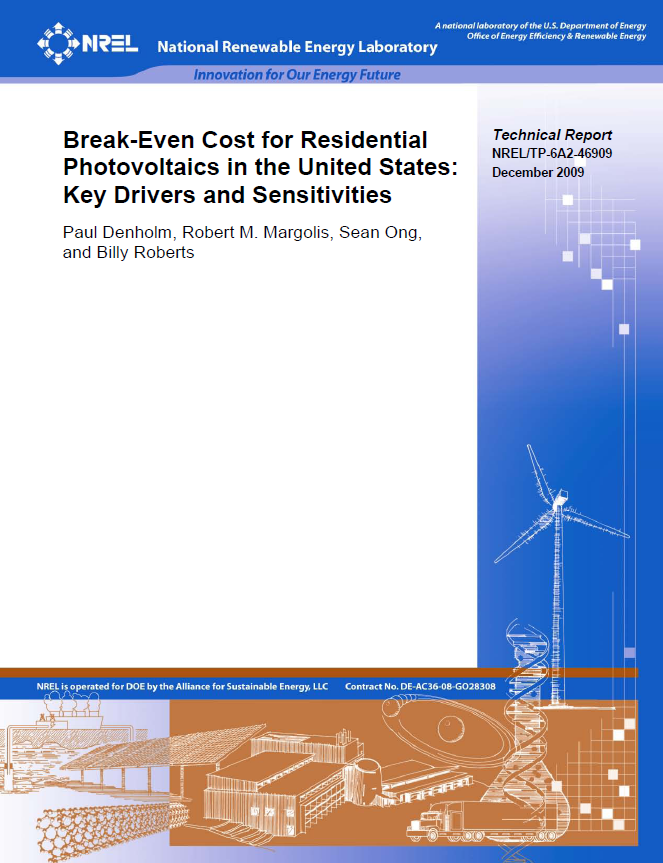 NREL
National Renewable Energy Laboratory
Innovation for Our Energy Future
A national laboratory of the U.S. Department of Energy
Office of Energy Efficiency & Renewable Energy
Break-Even Cost for Residential
Photovoltaics in the United States:
Key Drivers and Sensitivities
Paul Denholm, Robert M. Margolis, Sean Ong,
and Billy Roberts
Technical Report
NREL/TP-6A2-46909
December 2009
NREL is operated for DOE by the Alliance for Sustainable Energy, LLC Contract No. DE-AC36-08-GO28308